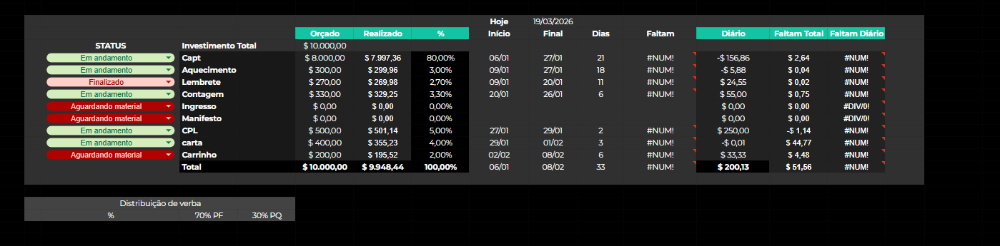 Hoje 19/03/2026
Orçado Realizado % Início Final Dias Faltam Diário Faltam Total Faltam Diário
STATUS Investimento Total $ 10.000,00
Em andamento Capt $ 8.000,00 $ 7.997,36 80,00% 06/01 27/01 21 #NUM! -$ 156,86 $ 2,64 #NUM!
Em andamento Aquecimento $ 300,00 $ 299,96 3,00% 09/01 27/01 18 #NUM! -$ 5,88 $ 0,04 #NUM!
Finalizado Lembrete $ 270,00 $ 269,98 2,70% 09/01 20/01 11 #NUM! $ 24,55 $ 0,02 #NUM!
Em andamento Contagem $ 330,00 $ 329,25 3,30% 20/01 26/01 6 #NUM! $ 55,00 $ 0,75 #NUM!
Aguardando material Ingresso $ 0,00 $ 0,00 0,00% $ 0,00 $ 0,00 #DIV/0!
Aguardando material Manifesto $ 0,00 $ 0,00 0,00% $ 0,00 $ 0,00 #DIV/0!
Em andamento CPL $ 500,00 $ 501,14 5,00% 27/01 29/01 2 #NUM! $ 250,00 -$ 1,14 #NUM!
Em andamento carta $ 400,00 $ 355,23 4,00% 29/01 01/02 3 #NUM! -$ 0,01 $ 44,77 #NUM!
Aguardando material Carrinho $ 200,00 $ 195,52 2,00% 02/02 08/02 6 #NUM! $ 33,33 $ 4,48 #NUM!
Total $ 10.000,00 $ 9.948,44 100,00% 06/01 08/02 33 #NUM! $ 200,13 $ 51,56 #NUM!
Distribuição de verba
% 70% PF 30% PQ